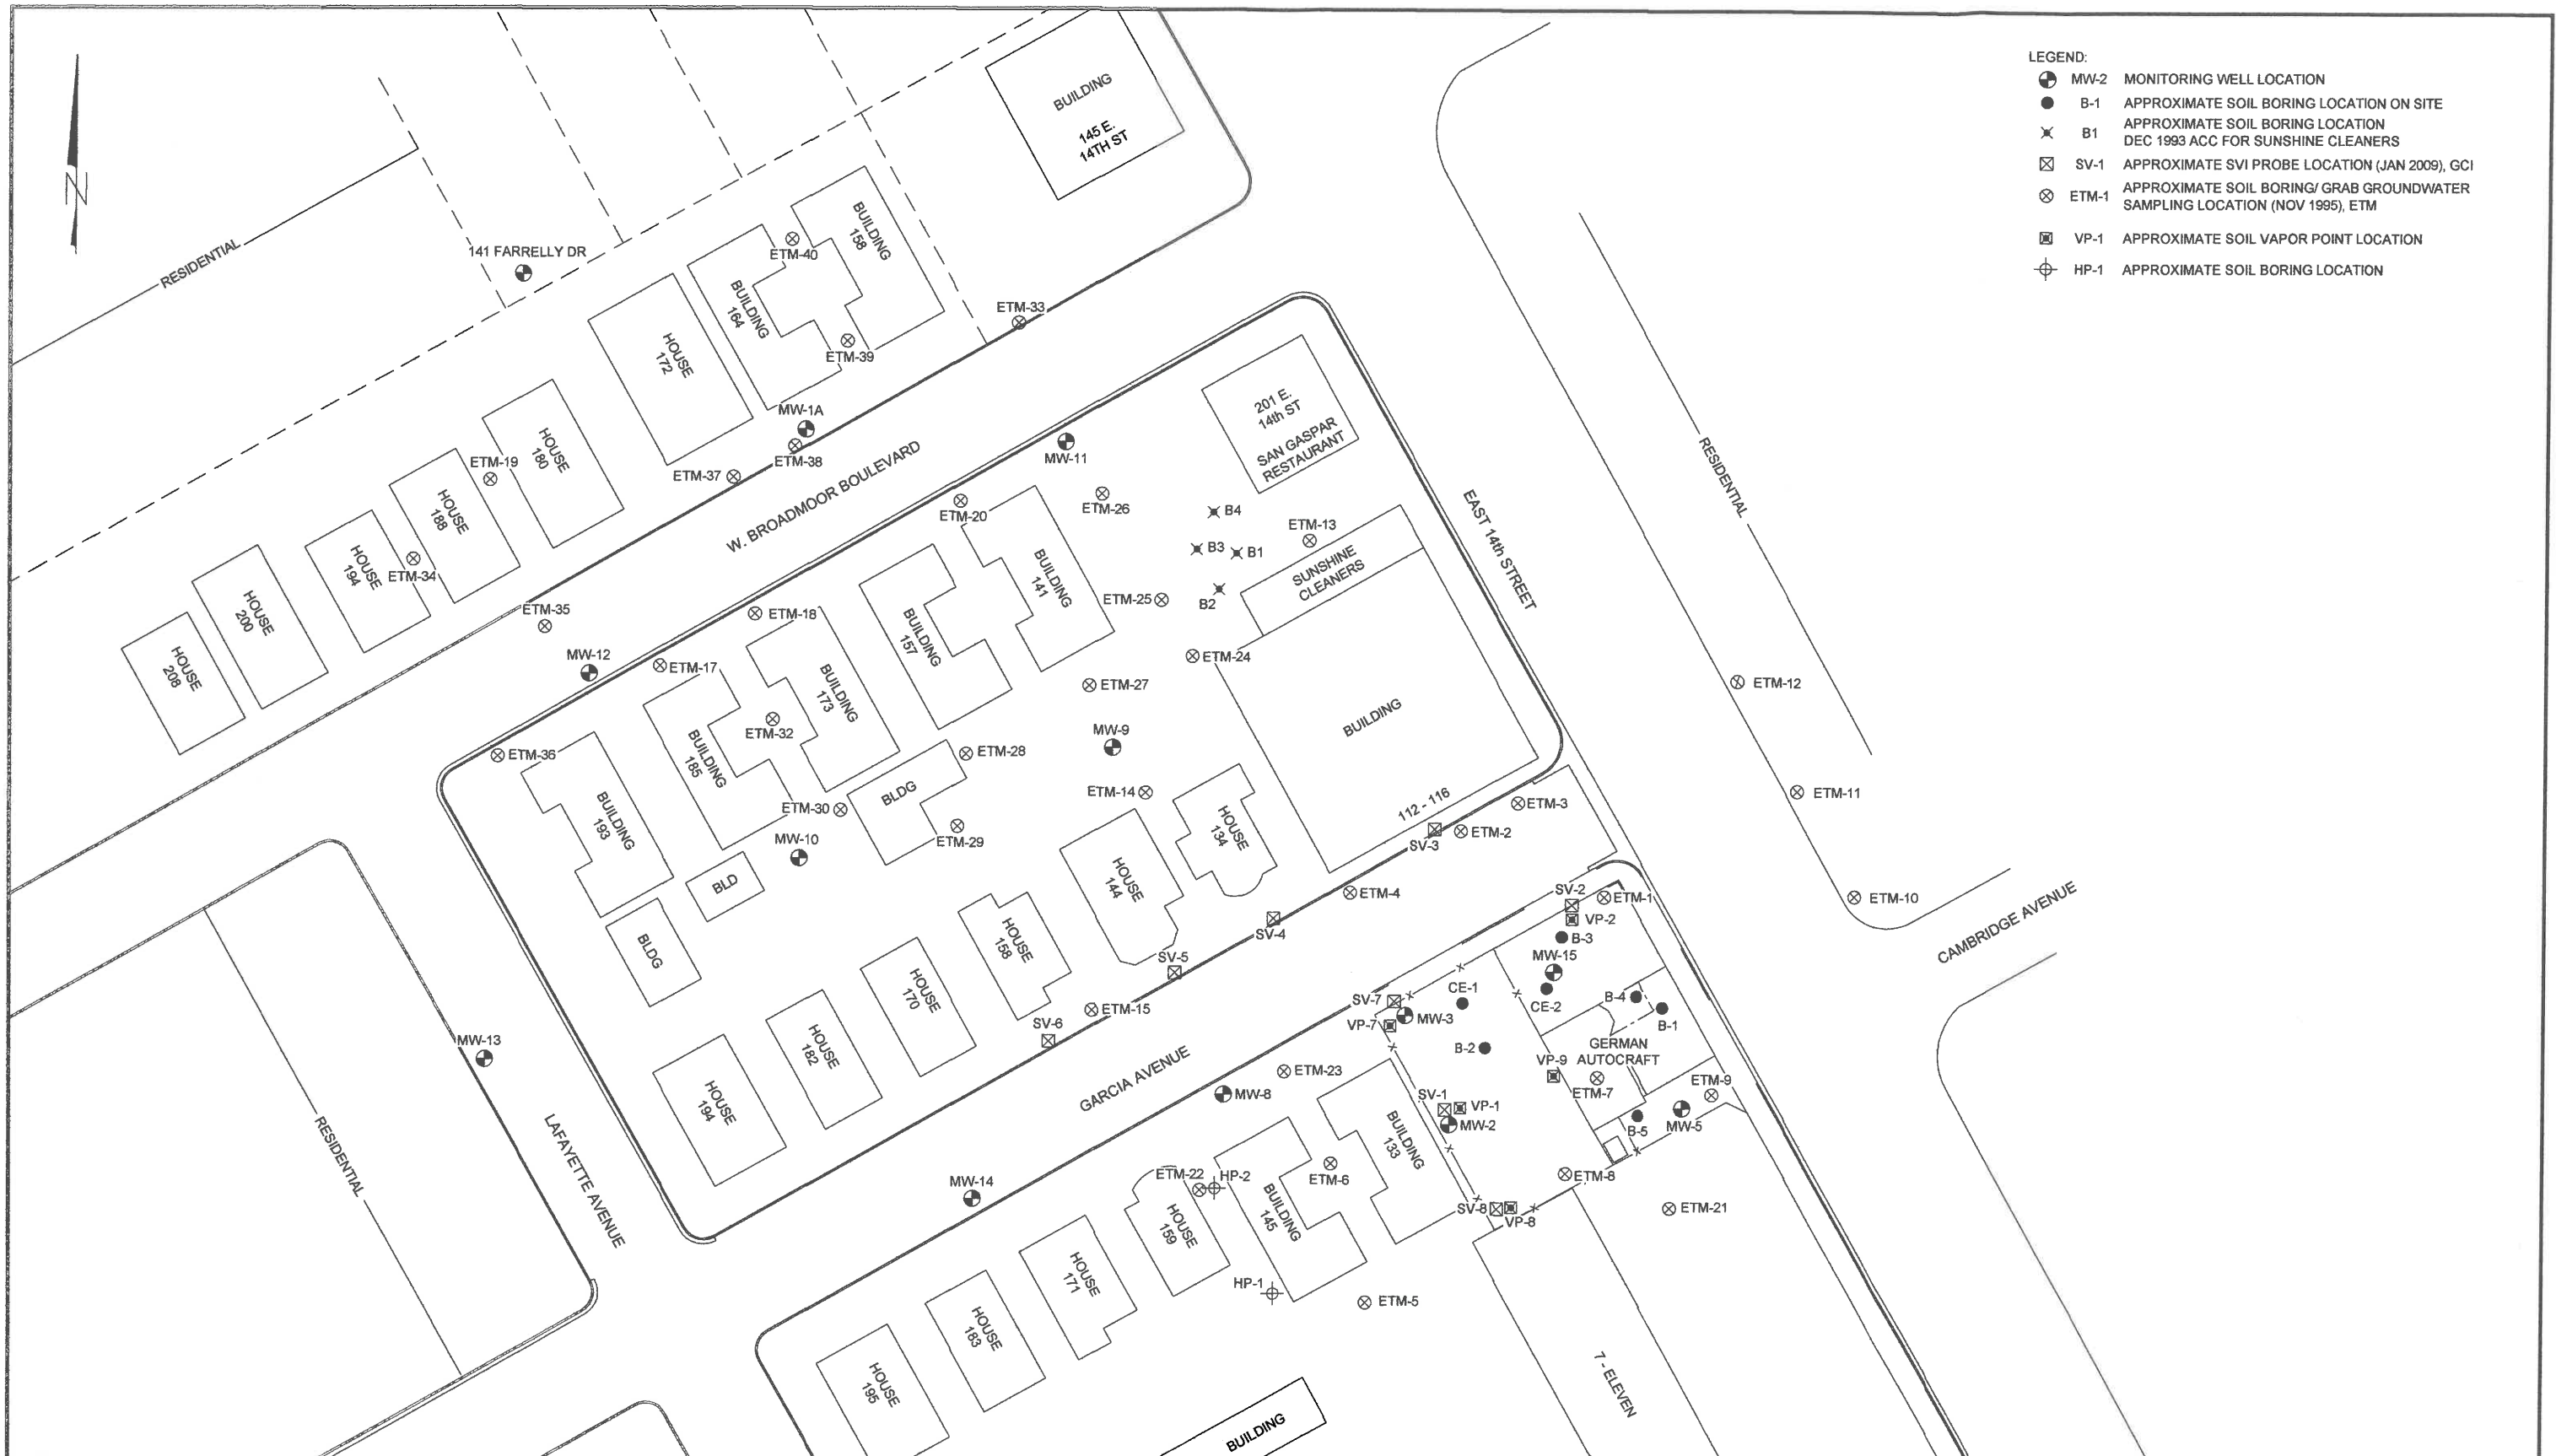 LEGEND:
MW-2 MONITORING WELL LOCATION
B-1 APPROXIMATE SOIL BORING LOCATION ON SITE
B1 APPROXIMATE SOIL BORING LOCATION
DEC 1993 ACC FOR SUNSHINE CLEANERS
SV-1 APPROXIMATE SVI PROBE LOCATION (JAN 2009), GCI
ETM-1 APPROXIMATE SOIL BORING/ GRAB GROUNDWATER
SAMPLING LOCATION (NOV 1995), ETM
VP-1 APPROXIMATE SOIL VAPOR POINT LOCATION
HP-1 APPROXIMATE SOIL BORING LOCATION
N
BUILDING
145 E.
14TH ST
RESIDENTIAL
141 FARRELLY DR
ETM-40
BUILDING
158
BUILDING
164
ETM-39
HOUSE
172
ETM-33
MW-1A
ETM-38
ETM-37
W. BROADMOOR BOULEVARD
ETM-19
HOUSE
180
HOUSE
188
ETM-34
HOUSE
194
HOUSE
200
HOUSE
208
ETM-35
MW-12
201 E.
14th ST
SAN GASPAR
RESTAURANT
MW-11
ETM-26
ETM-20
B4
B3
B1
B2
ETM-13
SUNSHINE
CLEANERS
EAST 14th STREET
RESIDENTIAL
BUILDING
141
ETM-25
BUILDING
157
ETM-18
ETM-17
ETM-24
ETM-27
BUILDING
173
ETM-32
BUILDING
185
ETM-36
BUILDING
193
MW-9
ETM-28
BLDG
ETM-30
ETM-29
MW-10
BLD
BLDG
ETM-14
BUILDING
112 - 116
HOUSE
134
HOUSE
144
ETM-3
ETM-2
SV-3
ETM-4
SV-4
SV-5
HOUSE
158
HOUSE
170
ETM-15
SV-6
HOUSE
182
HOUSE
194
ETM-12
ETM-11
ETM-10
CAMBRIDGE AVENUE
SV-2
ETM-1
VP-2
B-3
MW-15
CE-1
CE-2
B-4
B-1
SV-7
MW-3
VP-7
B-2
GERMAN
AUTOCRAFT
VP-9
ETM-7
ETM-9
B-5
MW-5
SV-1
VP-1
MW-2
GARCIA AVENUE
ETM-23
MW-8
BUILDING
133
ETM-8
ETM-21
SV-8
VP-8
ETM-6
ETM-22
HP-2
BUILDING
145
HOUSE
159
HP-1
ETM-5
MW-14
HOUSE
171
HOUSE
183
HOUSE
195
MW-13
RESIDENTIAL
LAFAYETTE AVENUE
7 - ELEVEN
BUILDING